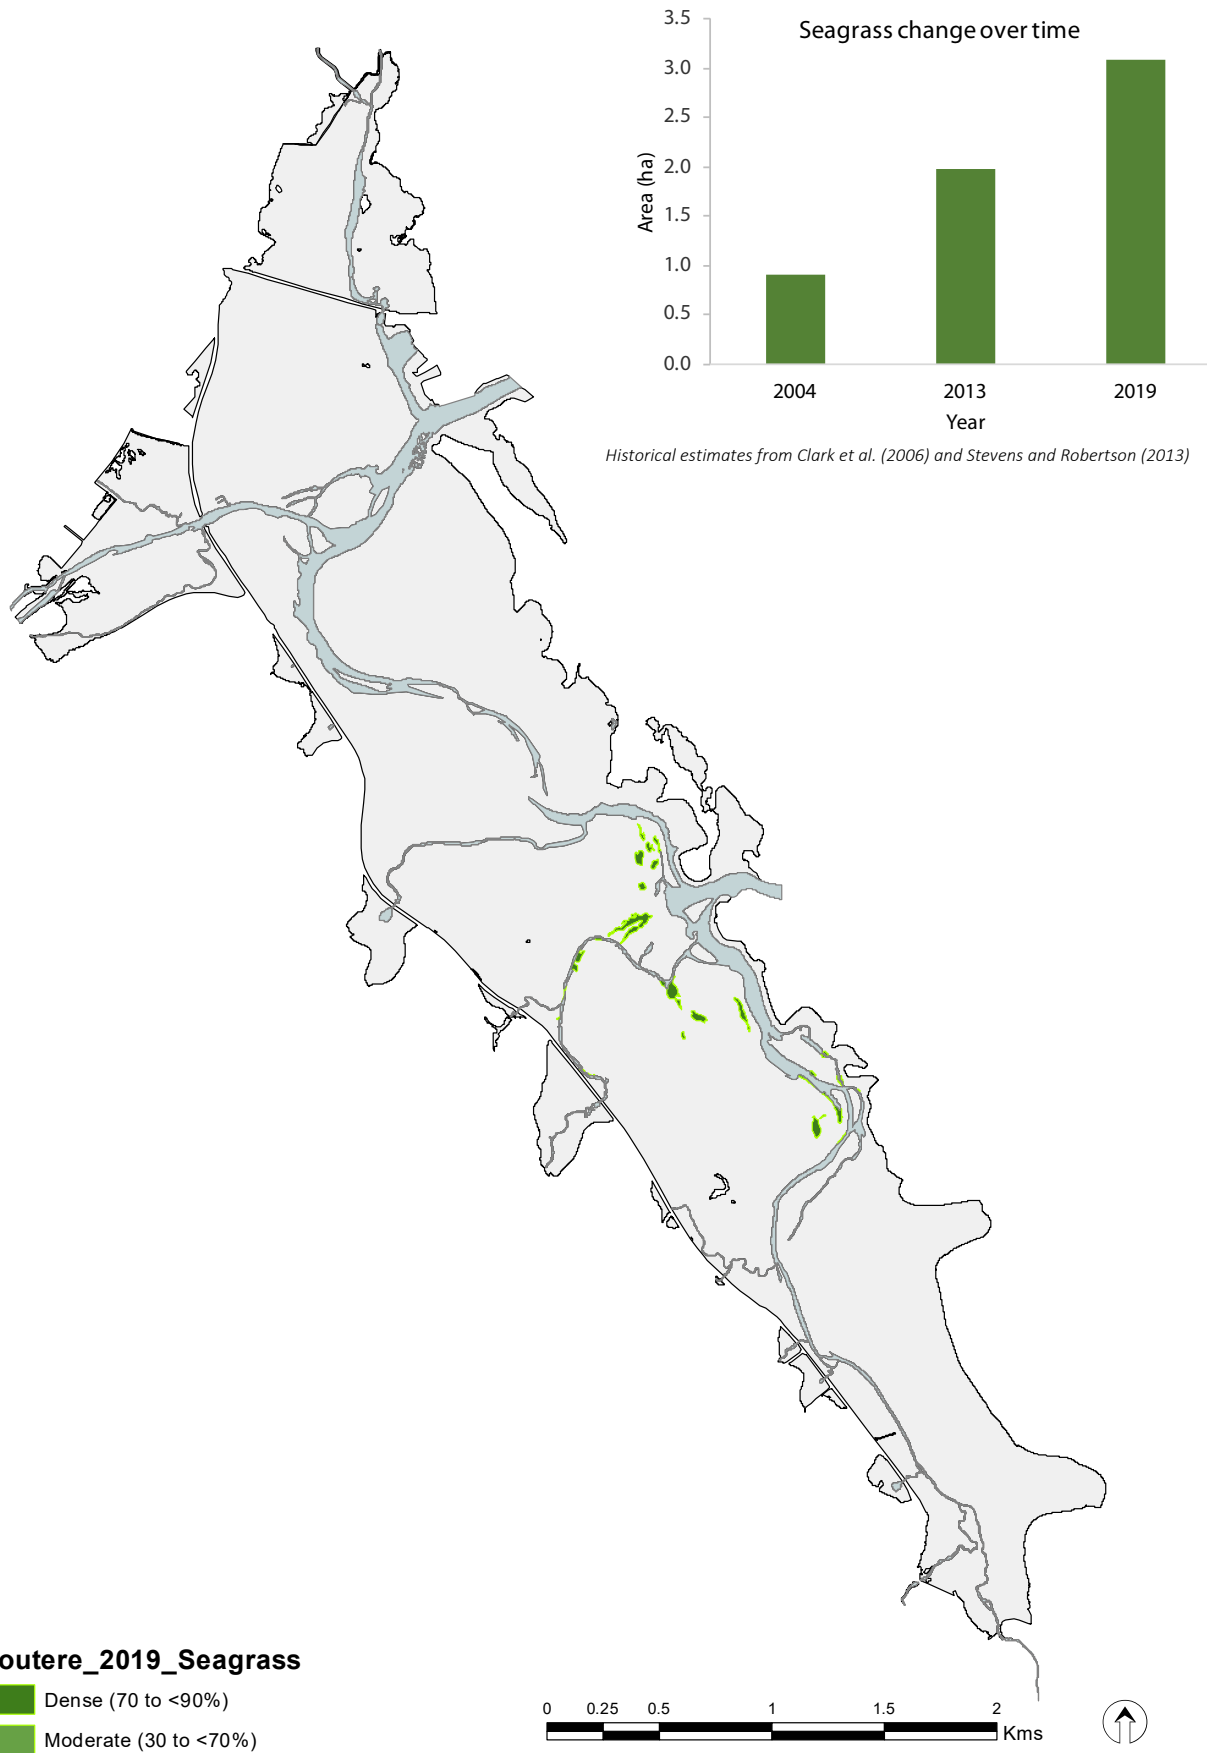 Seagrass change over time
3.5
3.0
2.5
2.0
1.5
1.0
0.5
0.0
Area (ha)
2004 2013 2019
Year
Historical estimates from Clark et al. (2006) and Stevens and Robertson (2013)
outere_2019_Seagrass
Dense (70 to <90%)
Moderate (30 to <70%)
0 0.25 0.5 1 1.5 2
Kms